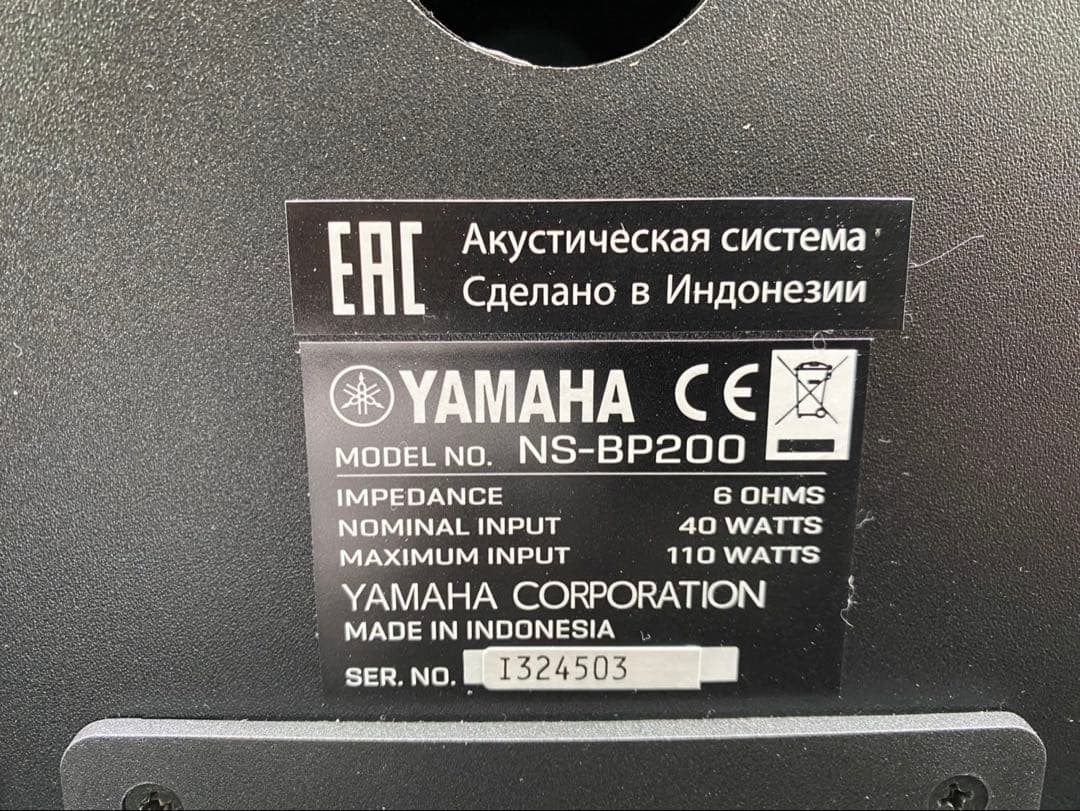 EAC
Акустическая система
Сделано в Индонезии
YAMAHA CE
MODEL NO. NS-BP200
IMPEDANCE 6 OHMS
NOMINAL INPUT 40 WATTS
MAXIMUM INPUT 110 WATTS
YAMAHA CORPORATION
MADE IN INDONESIA
SER. NO. I324503